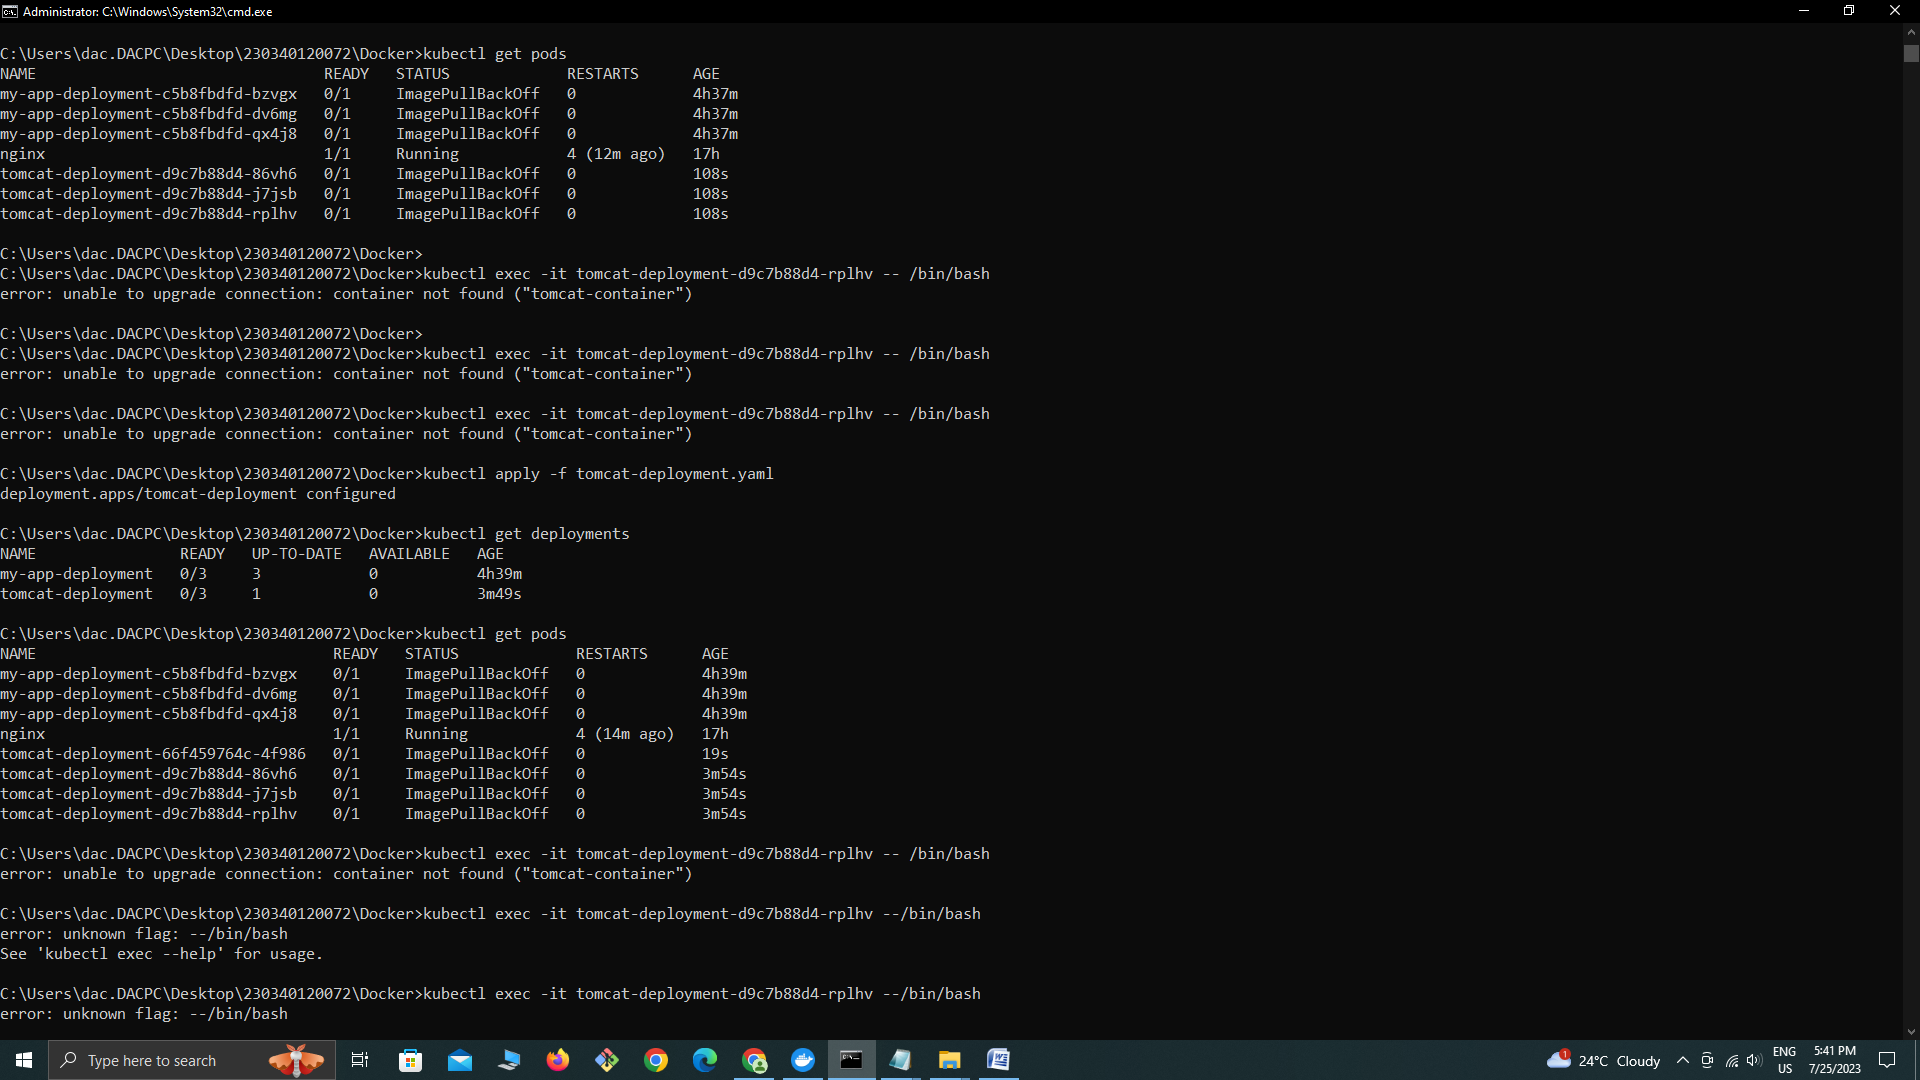 Administrator: C:\Windows\System32\cmd.exe
C:\Users\dac.DACPC\Desktop\230340120072\Docker>kubectl get pods
NAME READY STATUS RESTARTS AGE
my-app-deployment-c5b8fbdfd-bzvgx 0/1 ImagePullBackOff 0 4h37m
my-app-deployment-c5b8fbdfd-dv6mg 0/1 ImagePullBackOff 0 4h37m
my-app-deployment-c5b8fbdfd-qx4j8 0/1 ImagePullBackOff 0 4h37m
nginx 1/1 Running 4 (12m ago) 17h
tomcat-deployment-d9c7b88d4-86vh6 0/1 ImagePullBackOff 0 108s
tomcat-deployment-d9c7b88d4-j7jsb 0/1 ImagePullBackOff 0 108s
tomcat-deployment-d9c7b88d4-rplhv 0/1 ImagePullBackOff 0 108s
C:\Users\dac.DACPC\Desktop\230340120072\Docker>
C:\Users\dac.DACPC\Desktop\230340120072\Docker>kubectl exec -it tomcat-deployment-d9c7b88d4-rplhv -- /bin/bash
error: unable to upgrade connection: container not found ("tomcat-container")
C:\Users\dac.DACPC\Desktop\230340120072\Docker>
C:\Users\dac.DACPC\Desktop\230340120072\Docker>kubectl exec -it tomcat-deployment-d9c7b88d4-rplhv -- /bin/bash
error: unable to upgrade connection: container not found ("tomcat-container")
C:\Users\dac.DACPC\Desktop\230340120072\Docker>kubectl exec -it tomcat-deployment-d9c7b88d4-rplhv -- /bin/bash
error: unable to upgrade connection: container not found ("tomcat-container")
C:\Users\dac.DACPC\Desktop\230340120072\Docker>kubectl apply -f tomcat-deployment.yaml
deployment.apps/tomcat-deployment configured
C:\Users\dac.DACPC\Desktop\230340120072\Docker>kubectl get deployments
NAME READY UP-TO-DATE AVAILABLE AGE
my-app-deployment 0/3 3 0 4h39m
tomcat-deployment 0/3 1 0 3m49s
C:\Users\dac.DACPC\Desktop\230340120072\Docker>kubectl get pods
NAME READY STATUS RESTARTS AGE
my-app-deployment-c5b8fbdfd-bzvgx 0/1 ImagePullBackOff 0 4h39m
my-app-deployment-c5b8fbdfd-dv6mg 0/1 ImagePullBackOff 0 4h39m
my-app-deployment-c5b8fbdfd-qx4j8 0/1 ImagePullBackOff 0 4h39m
nginx 1/1 Running 4 (14m ago) 17h
tomcat-deployment-66f459764c-4f986 0/1 ImagePullBackOff 0 19s
tomcat-deployment-d9c7b88d4-86vh6 0/1 ImagePullBackOff 0 3m54s
tomcat-deployment-d9c7b88d4-j7jsb 0/1 ImagePullBackOff 0 3m54s
tomcat-deployment-d9c7b88d4-rplhv 0/1 ImagePullBackOff 0 3m54s
C:\Users\dac.DACPC\Desktop\230340120072\Docker>kubectl exec -it tomcat-deployment-d9c7b88d4-rplhv -- /bin/bash
error: unable to upgrade connection: container not found ("tomcat-container")
C:\Users\dac.DACPC\Desktop\230340120072\Docker>kubectl exec -it tomcat-deployment-d9c7b88d4-rplhv --/bin/bash
error: unknown flag: --/bin/bash
See 'kubectl exec --help' for usage.
C:\Users\dac.DACPC\Desktop\230340120072\Docker>kubectl exec -it tomcat-deployment-d9c7b88d4-rplhv --/bin/bash
error: unknown flag: --/bin/bash
Type here to search
1
24°C Cloudy
ENG
US
5:41 PM
7/25/2023